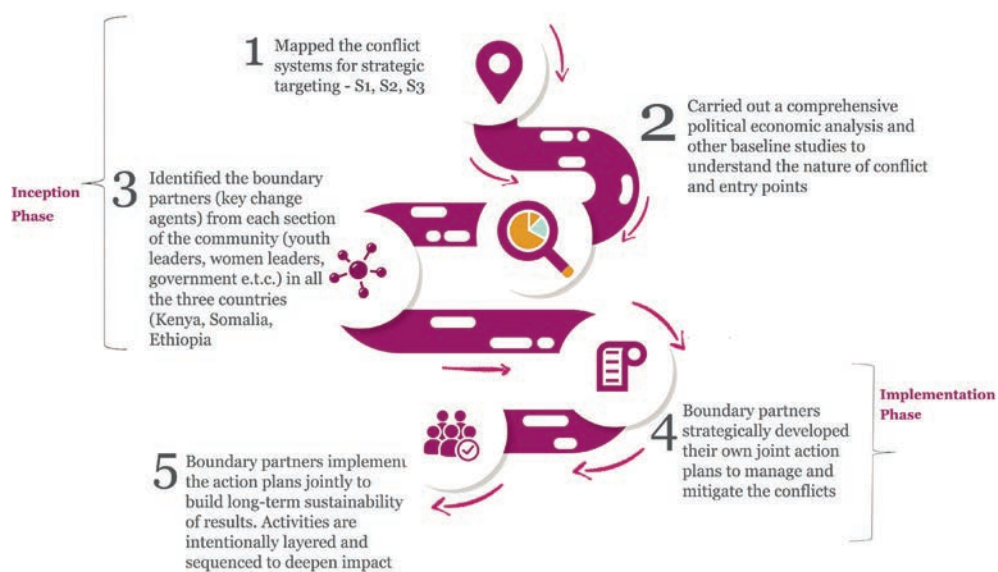 1
Mapped the conflict
systems for strategic
targeting - S1, S2, S3
2
Carried out a comprehensive
political economic analysis and
other baseline studies to
understand the nature of conflict
and entry points
Inception
Phase
3
Identified the boundary
partners (key change
agents) from each section
of the community (youth
leaders, women leaders,
government e.t.c.) in all
the three countries
(Kenya, Somalia,
Ethiopia
Implementation
Phase
4
Boundary partners
strategically developed
their own joint action
plans to manage and
mitigate the conflicts
5
Boundary partners implement
the action plans jointly to
build long-term sustainability
of results. Activities are
intentionally layered and
sequenced to deepen impact